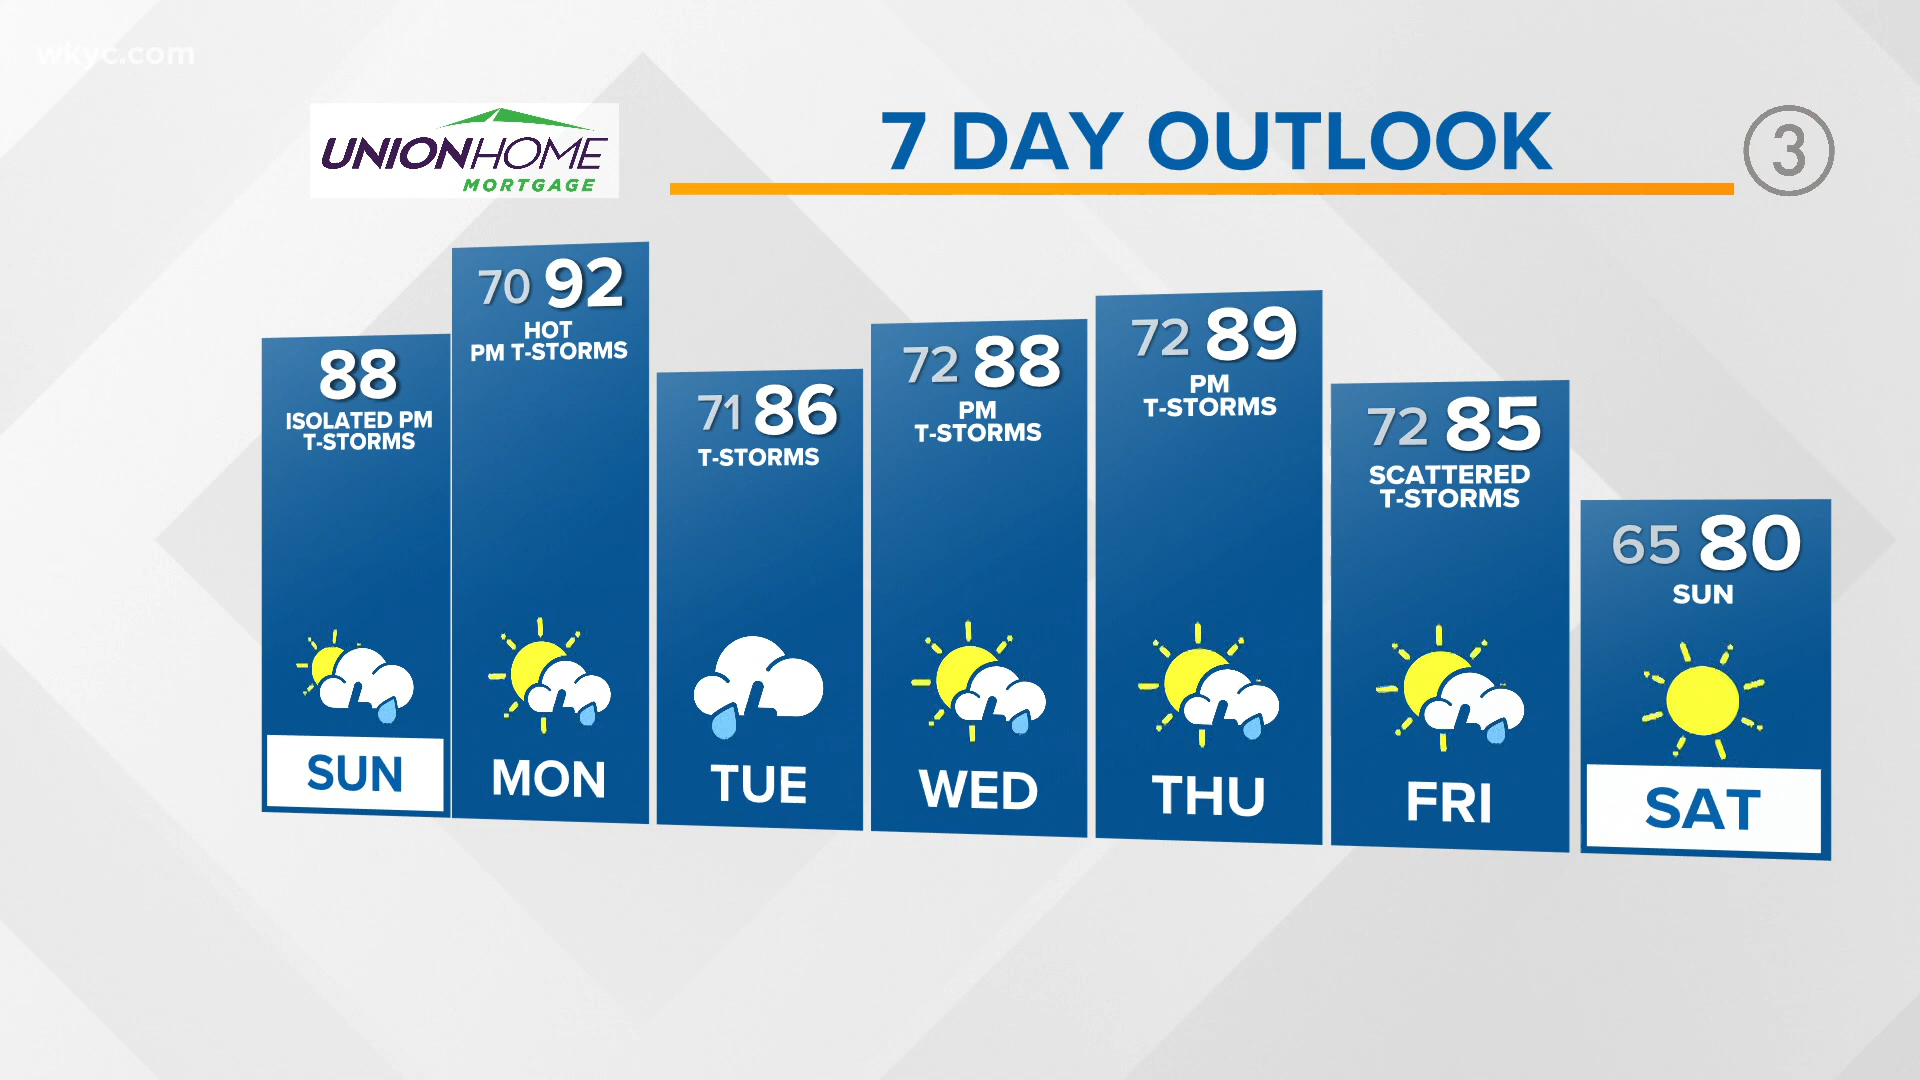 wkyc.com
UNIONHOME
MORTGAGE
7 DAY OUTLOOK
3
88
ISOLATED PM
T-STORMS
SUN
70 92
HOT
PM T-STORMS
MON
71 86
T-STORMS
TUE
72 88
PM
T-STORMS
WED
72 89
PM
T-STORMS
THU
72 85
SCATTERED
T-STORMS
FRI
65 80
SUN
SAT